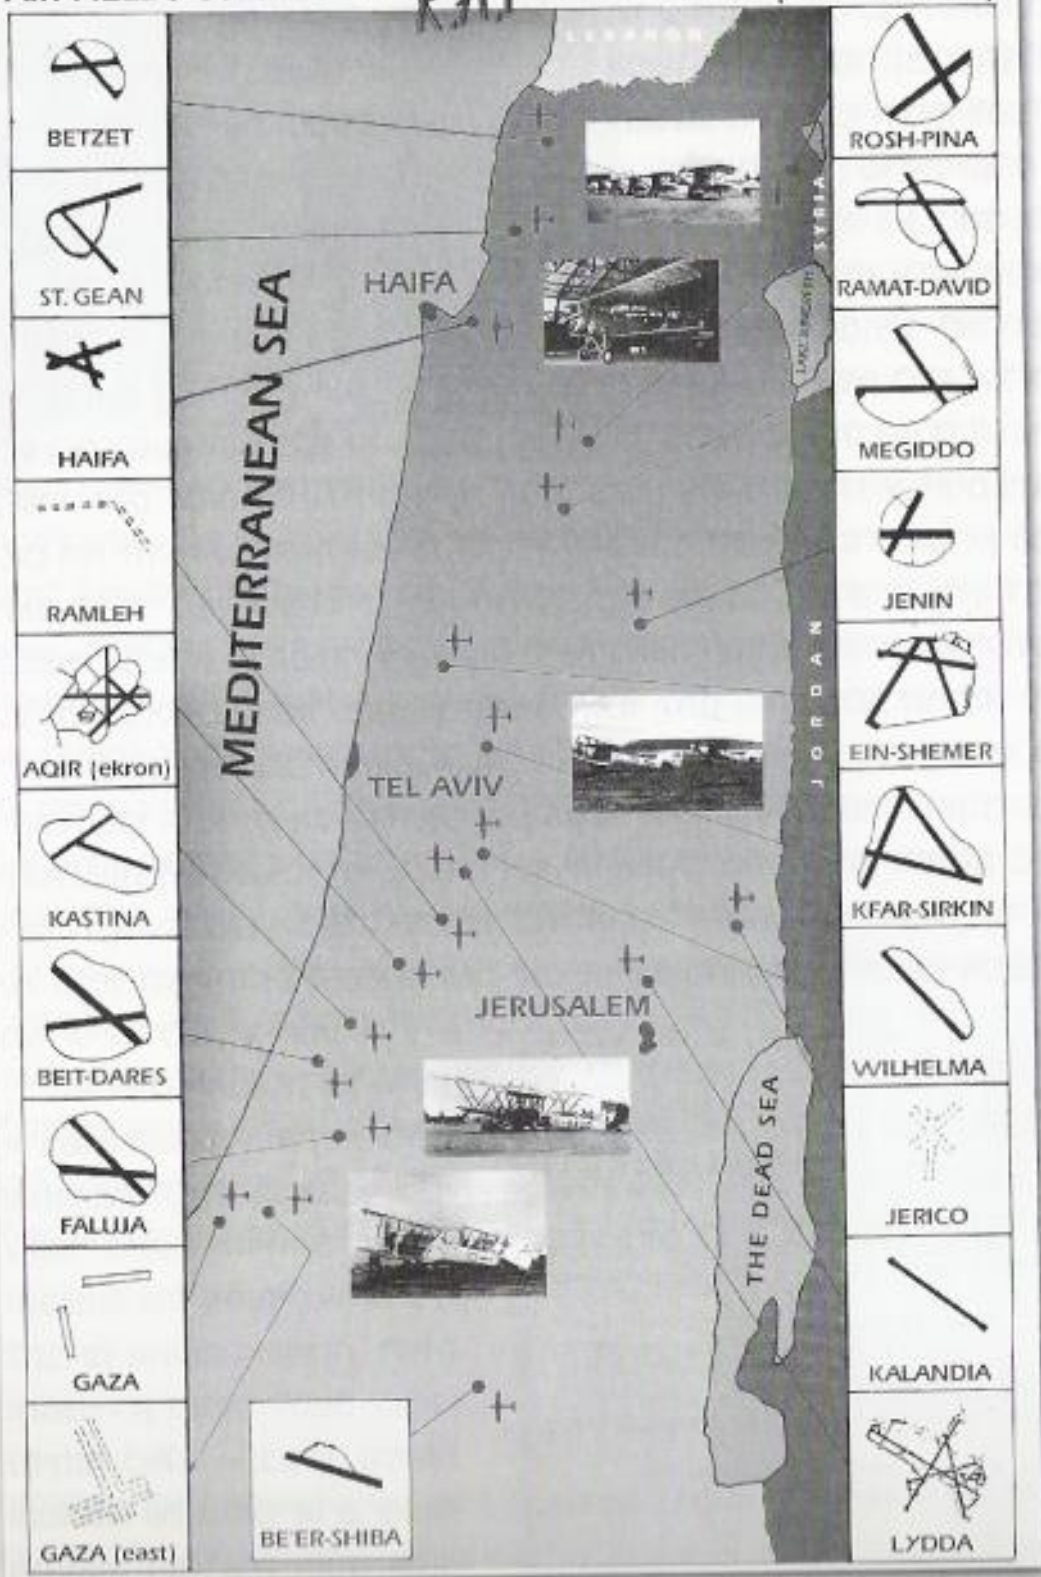 BETZET
ST. GEAN
HAIFA
RAMLEH
AQIR (ekron)
KASTINA
BEIT-DARES
FALUJA
GAZA
GAZA (east)
BE'ER-SHIBA
LEBANON
SYRIA
HAIFA
MEDITERRANEAN SEA
TEL AVIV
JORDAN
JERUSALEM
THE DEAD SEA
ROSH-PINA
RAMAT-DAVID
MEGIDDO
JENIN
EIN-SHEMER
KFAR-SIRKIN
WILHELMA
JERICO
KALANDIA
LYDDA